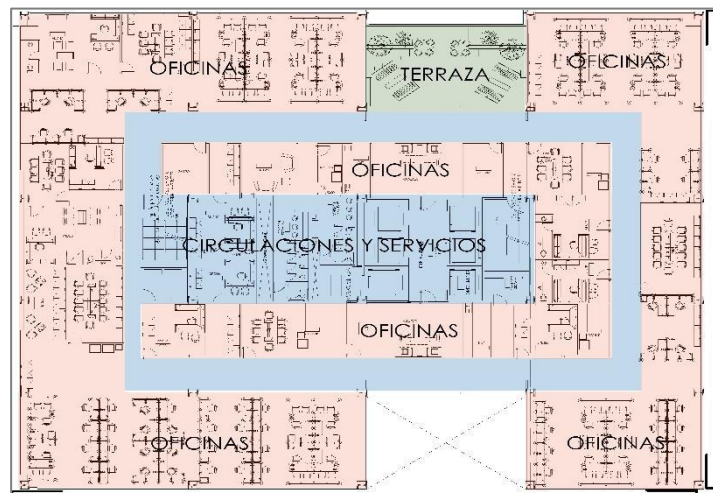 OFICINAS
TERRAZA
OFICINAS
OFICINAS
CIRCULACIONES Y SERVICIOS
OFICINAS
OFICINAS
OFICINAS